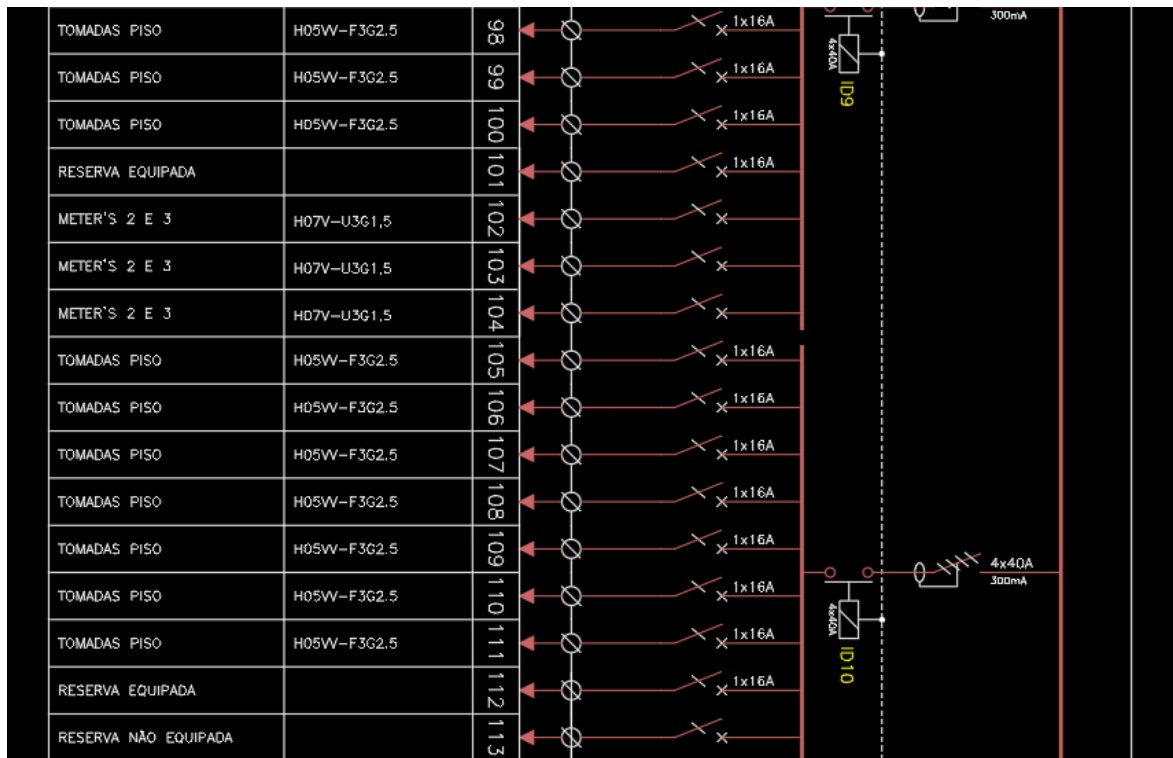 TOMADAS PISO H05VV-F3G2.5 98 1x16A 300mA
4x40A
ID9
TOMADAS PISO H05VV-F3G2.5 99 1x16A
TOMADAS PISO H05VV-F3G2.5 100 1x16A
RESERVA EQUIPADA 101 1x16A
METER'S 2 E 3 H07V-U3G1,5 102
METER'S 2 E 3 H07V-U3G1,5 103
METER'S 2 E 3 H07V-U3G1,5 104
TOMADAS PISO H05VV-F3G2.5 105 1x16A
TOMADAS PISO H05VV-F3G2.5 106 1x16A
TOMADAS PISO H05VV-F3G2.5 107 1x16A
TOMADAS PISO H05VV-F3G2.5 108 1x16A
TOMADAS PISO H05VV-F3G2.5 109 1x16A 4x40A
300mA
TOMADAS PISO H05VV-F3G2.5 110 1x16A
4x40A
ID10
TOMADAS PISO H05VV-F3G2.5 111 1x16A
RESERVA EQUIPADA 112 1x16A
RESERVA NÃO EQUIPADA 113